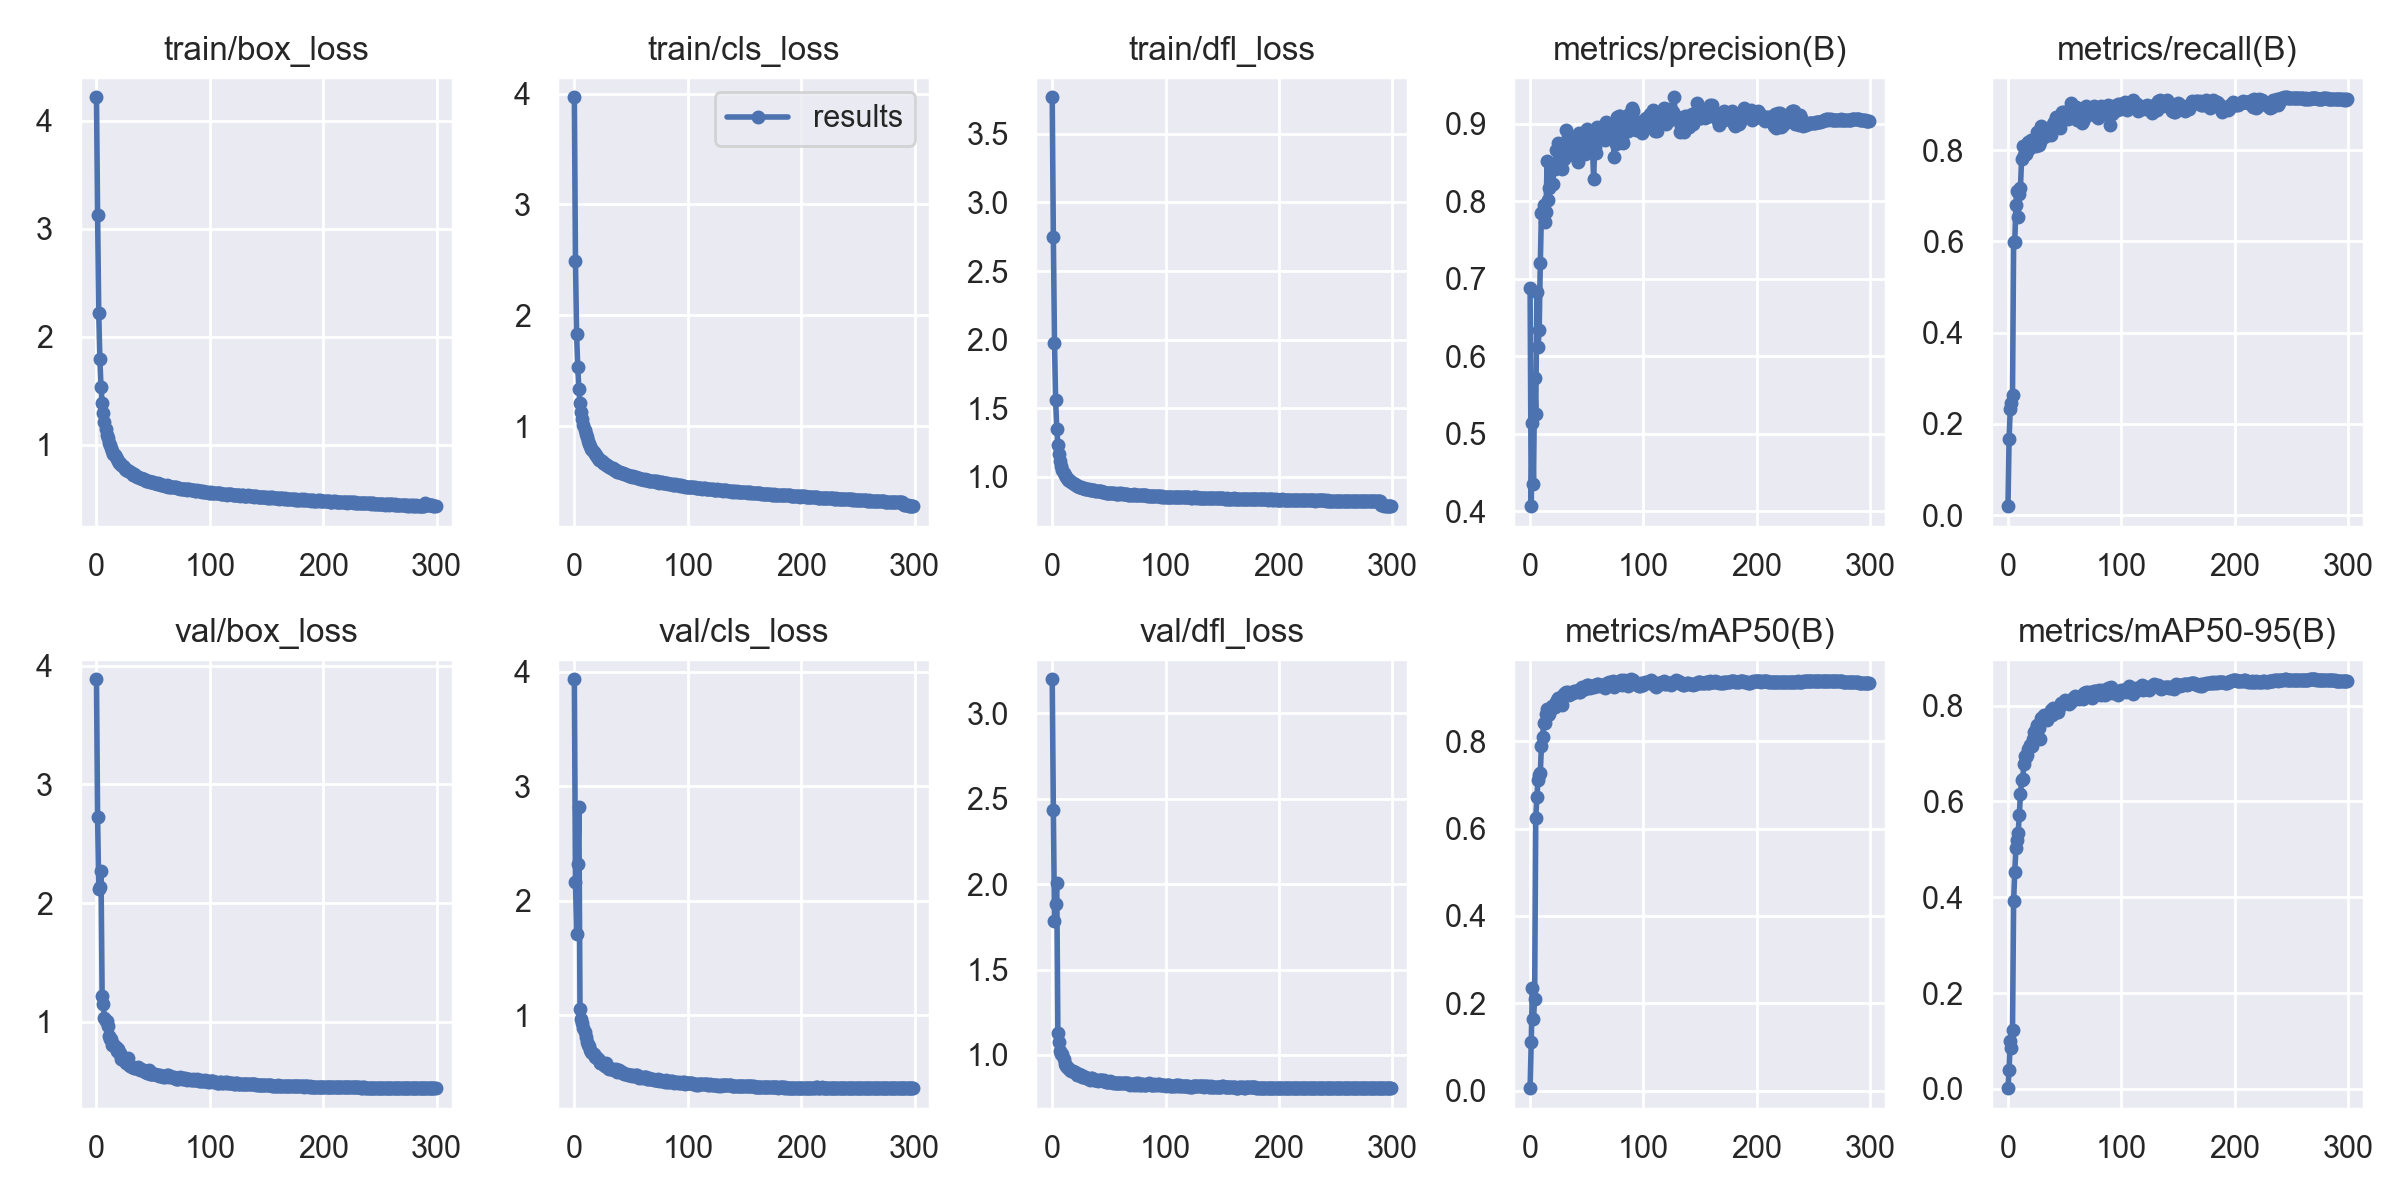 train/box_loss
train/cls_loss
train/dfl_loss
metrics/precision(B)
metrics/recall(B)
4
3
2
1
0 100 200 300
4
3
2
1
results
0 100 200 300
3.5
3.0
2.5
2.0
1.5
1.0
0 100 200 300
0.9
0.8
0.7
0.6
0.5
0.4
0 100 200 300
0.8
0.6
0.4
0.2
0.0
0 100 200 300
val/box_loss
val/cls_loss
val/dfl_loss
metrics/mAP50(B)
metrics/mAP50-95(B)
4
3
2
1
0 100 200 300
4
3
2
1
0 100 200 300
3.0
2.5
2.0
1.5
1.0
0 100 200 300
0.8
0.6
0.4
0.2
0.0
0 100 200 300
0.8
0.6
0.4
0.2
0.0
0 100 200 300